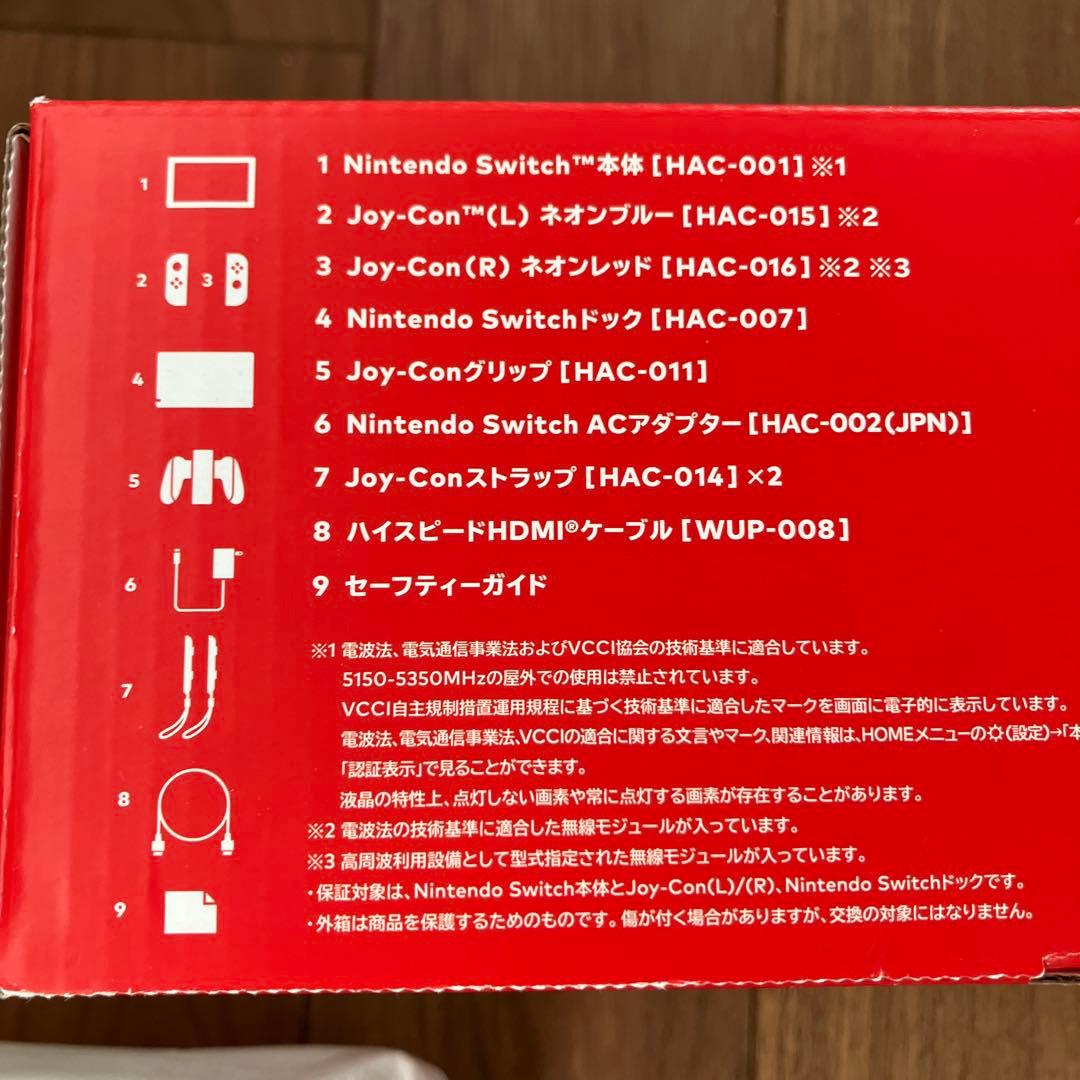 1 Nintendo Switch™本体[HAC-001]※1
2 Joy-Con™(L) ネオンブルー[HAC-015]※2
3 Joy-Con(R) ネオンレッド[HAC-016]※2 ※3
4 Nintendo Switchドック[HAC-007]
5 Joy-Conグリップ[HAC-011]
6 Nintendo Switch ACアダプター[HAC-002(JPN)]
7 Joy-Conストラップ[HAC-014]×2
8 ハイスピードHDMI®ケーブル[WUP-008]
9 セーフティーガイド
1
2 3
4
5
6
7
8
9
※1 電波法、電気通信事業法およびVCCI協会の技術基準に適合しています。
5150-5350MHzの屋外での使用は禁止されています。
VCCI自主規制措置運用規程に基づく技術基準に適合したマークを画面に電子的に表示しています。
電波法、電気通信事業法、VCCIの適合に関する文言やマーク、関連情報は、HOMEメニューの(設定)→「本
「認証表示」で見ることができます。
液晶の特性上、点灯しない画素や常に点灯する画素が存在することがあります。
※2 電波法の技術基準に適合した無線モジュールが入っています。
※3 高周波利用設備として型式指定された無線モジュールが入っています。
・保証対象は、Nintendo Switch本体とJoy-Con(L)/(R)、Nintendo Switchドックです。
・外箱は商品を保護するためのものです。傷が付く場合がありますが、交換の対象にはなりません。